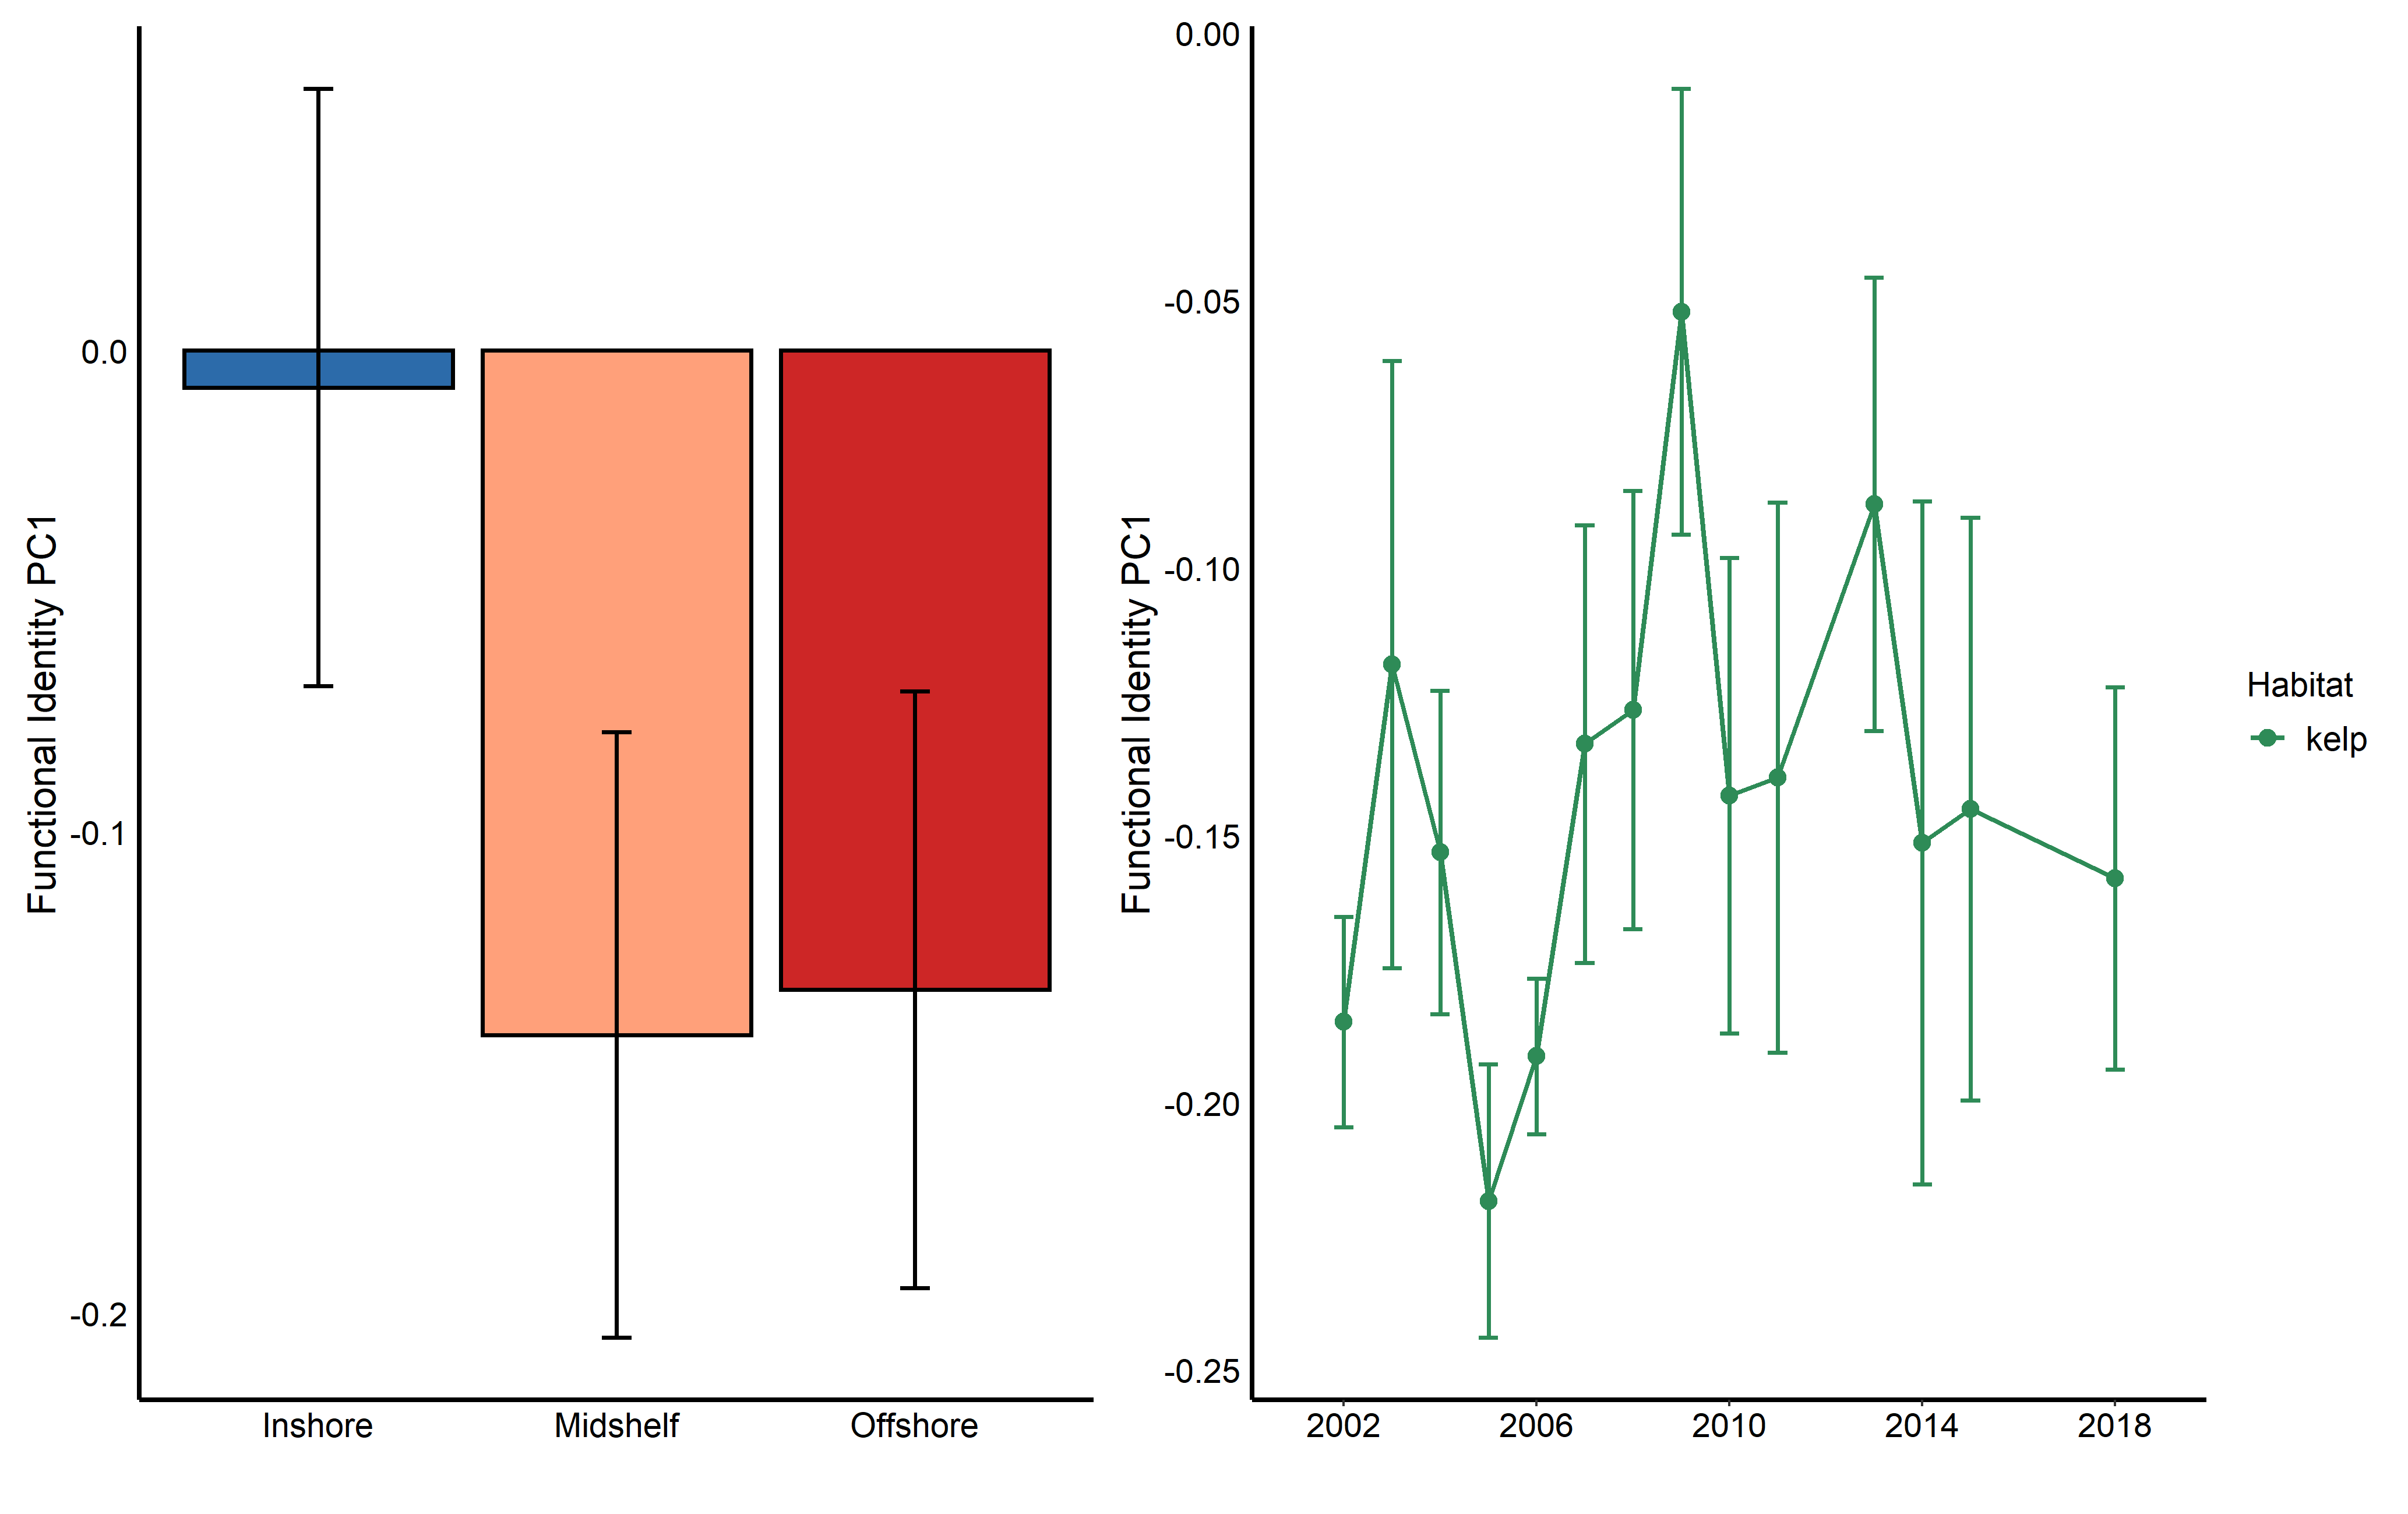 Functional Identity PC1
0.0
-0.1
-0.2
Inshore Midshelf Offshore
Functional Identity PC1
0.00
-0.05
-0.10
-0.15
-0.20
-0.25
2002 2006 2010 2014 2018
Habitat
kelp